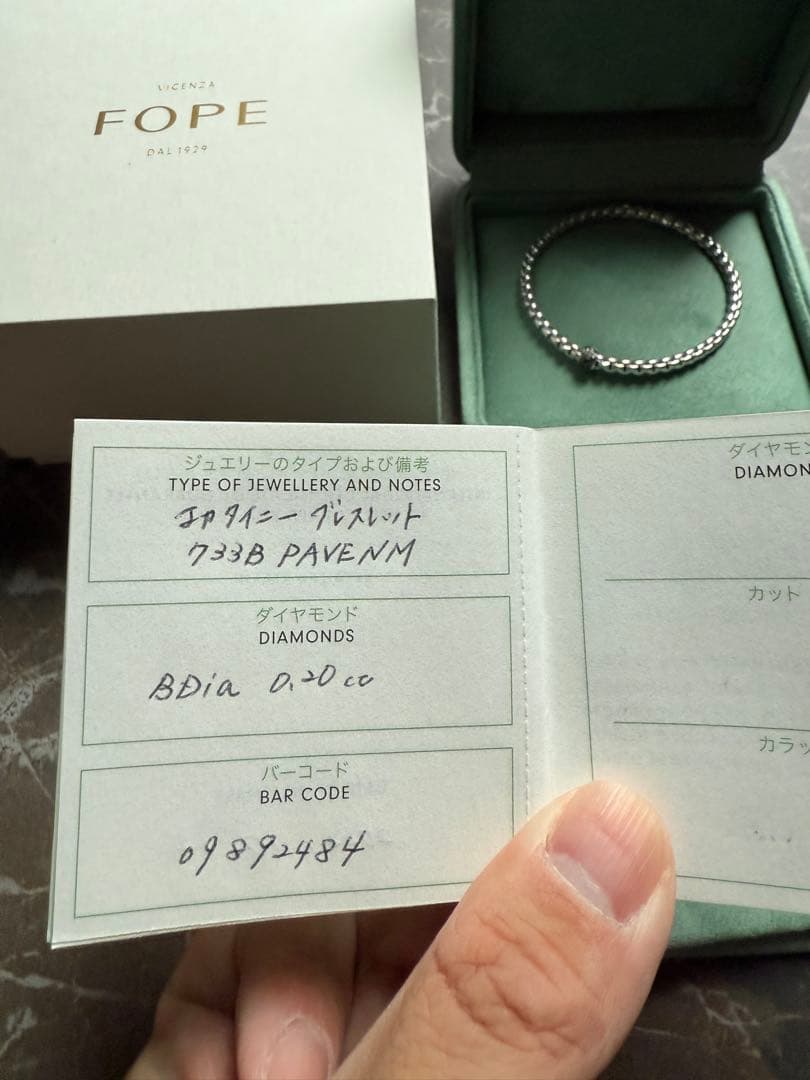 VICENZA
FOPE
DAL 1929
ジュエリーのタイプおよび備考
TYPE OF JEWELLERY AND NOTES
エカタイニーブレスレット
733B PAVENM
ダイヤモンド
DIAMONDS
BDia 0.20
バーコード
BAR CODE
09892484
ダイヤモン
DIAMON
カット
カラッ